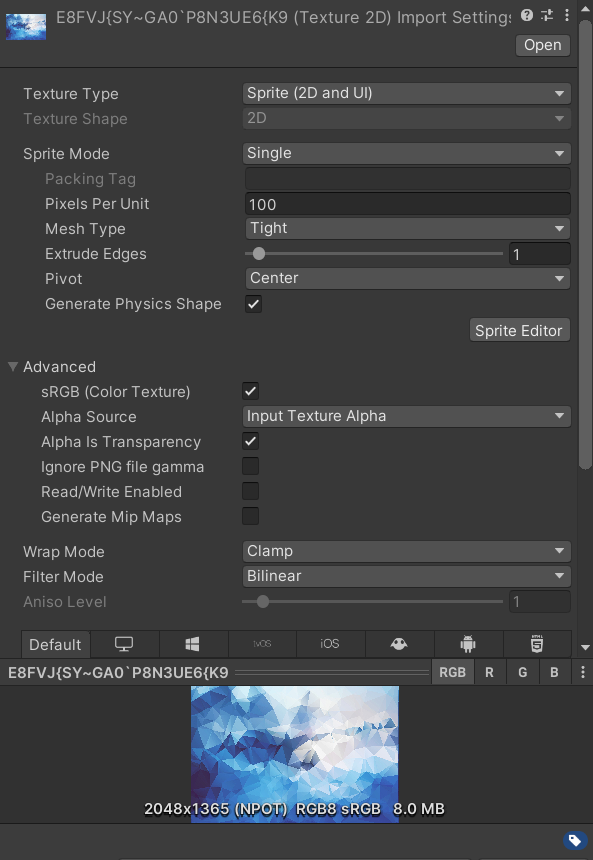 E8FVJ{SY~GA0`P8N3UE6{K9 (Texture 2D) Import Settings
Open
Texture Type Sprite (2D and UI)
Texture Shape 2D
Sprite Mode Single
Packing Tag
Pixels Per Unit 100
Mesh Type Tight
Extrude Edges 1
Pivot Center
Generate Physics Shape
Sprite Editor
Advanced
sRGB (Color Texture)
Alpha Source Input Texture Alpha
Alpha Is Transparency
Ignore PNG file gamma
Read/Write Enabled
Generate Mip Maps
Wrap Mode Clamp
Filter Mode Bilinear
Aniso Level 1
Default tvOS iOS HTML 5
E8FVJ{SY~GA0`P8N3UE6{K9 RGB R G B
2048x1365 (NPOT) RGB8 sRGB 8.0 MB